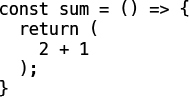 const sum = () => {
  return (
    2 + 1
  );
}